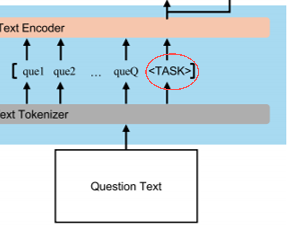 Text Encoder
[ que1 que2 ... queQ <TASK>]
ext Tokenizer
Question Text